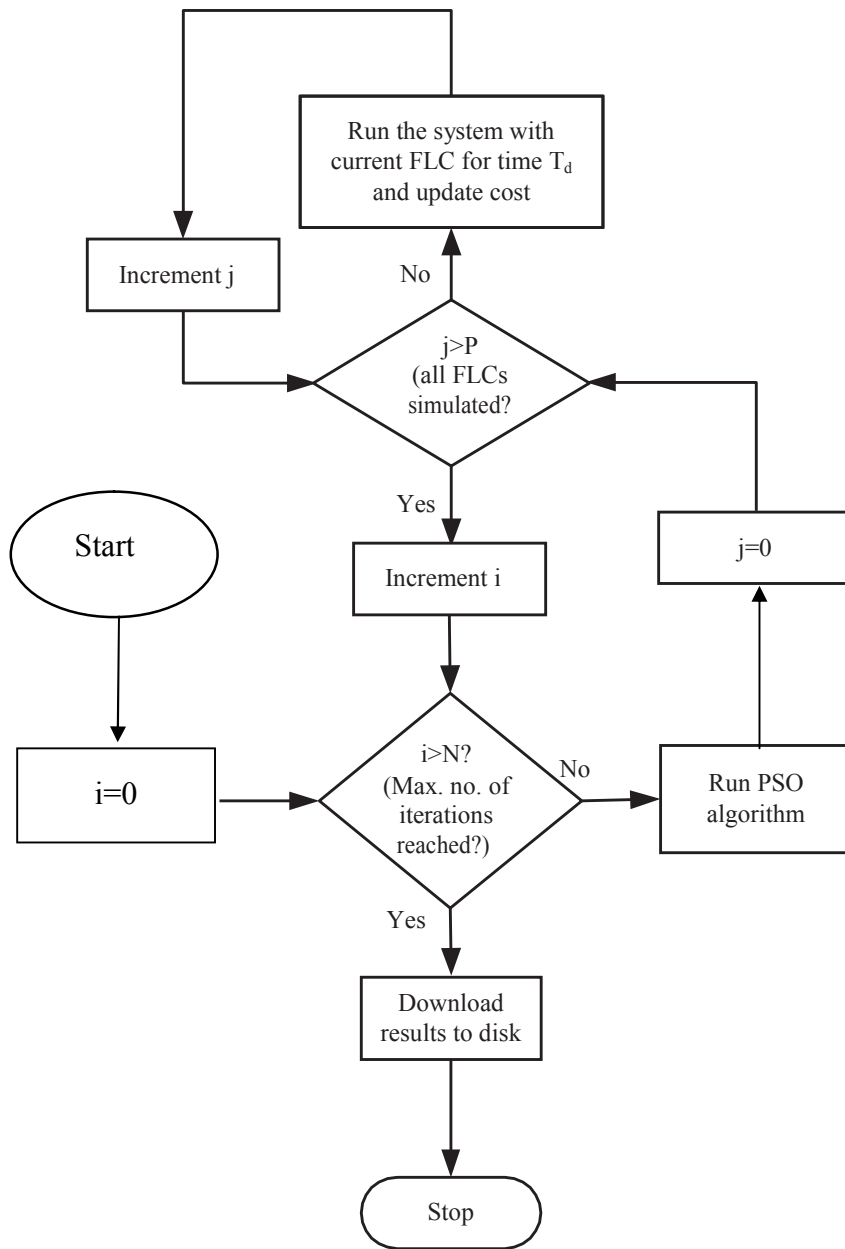 Run the system with
current FLC for time T_d
and update cost
Increment j
No
j>P
(all FLCs
simulated?
Yes
Start
Increment i
j=0
i=0
i>N?
(Max. no. of
iterations
reached?)
No
Run PSO
algorithm
Yes
Download
results to disk
Stop